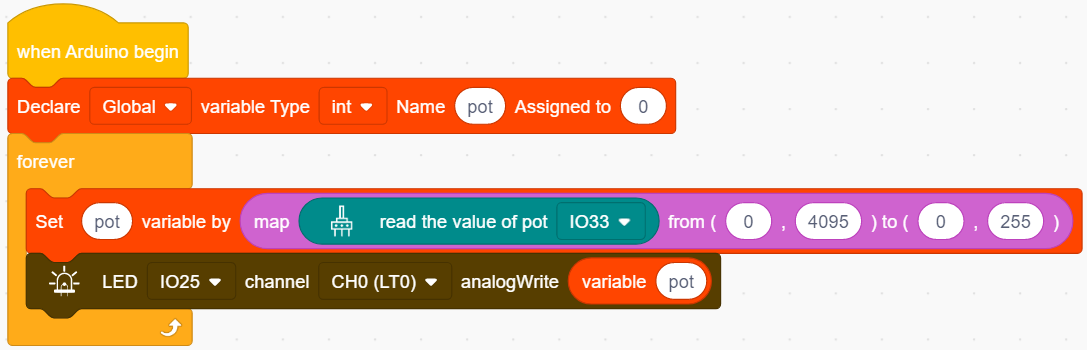 when Arduino begin
Declare Global variable Type int Name pot Assigned to 0
forever
Set pot variable by map read the value of pot IO33 from ( 0 , 4095 ) to ( 0 , 255 )
LED IO25 channel CH0 (LT0) analogWrite variable pot